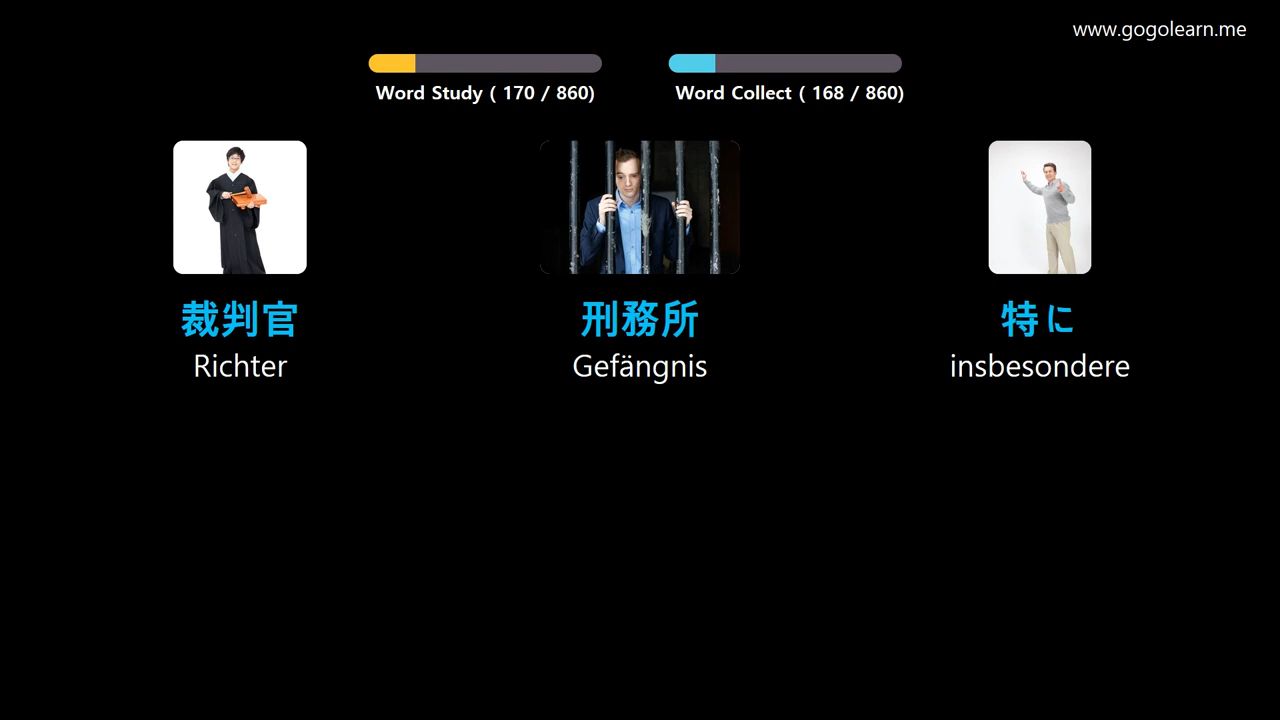 www.gogolearn.me
Word Study ( 170 / 860)
Word Collect ( 168 / 860)
裁判官
Richter
刑務所
Gefängnis
特に
insbesondere